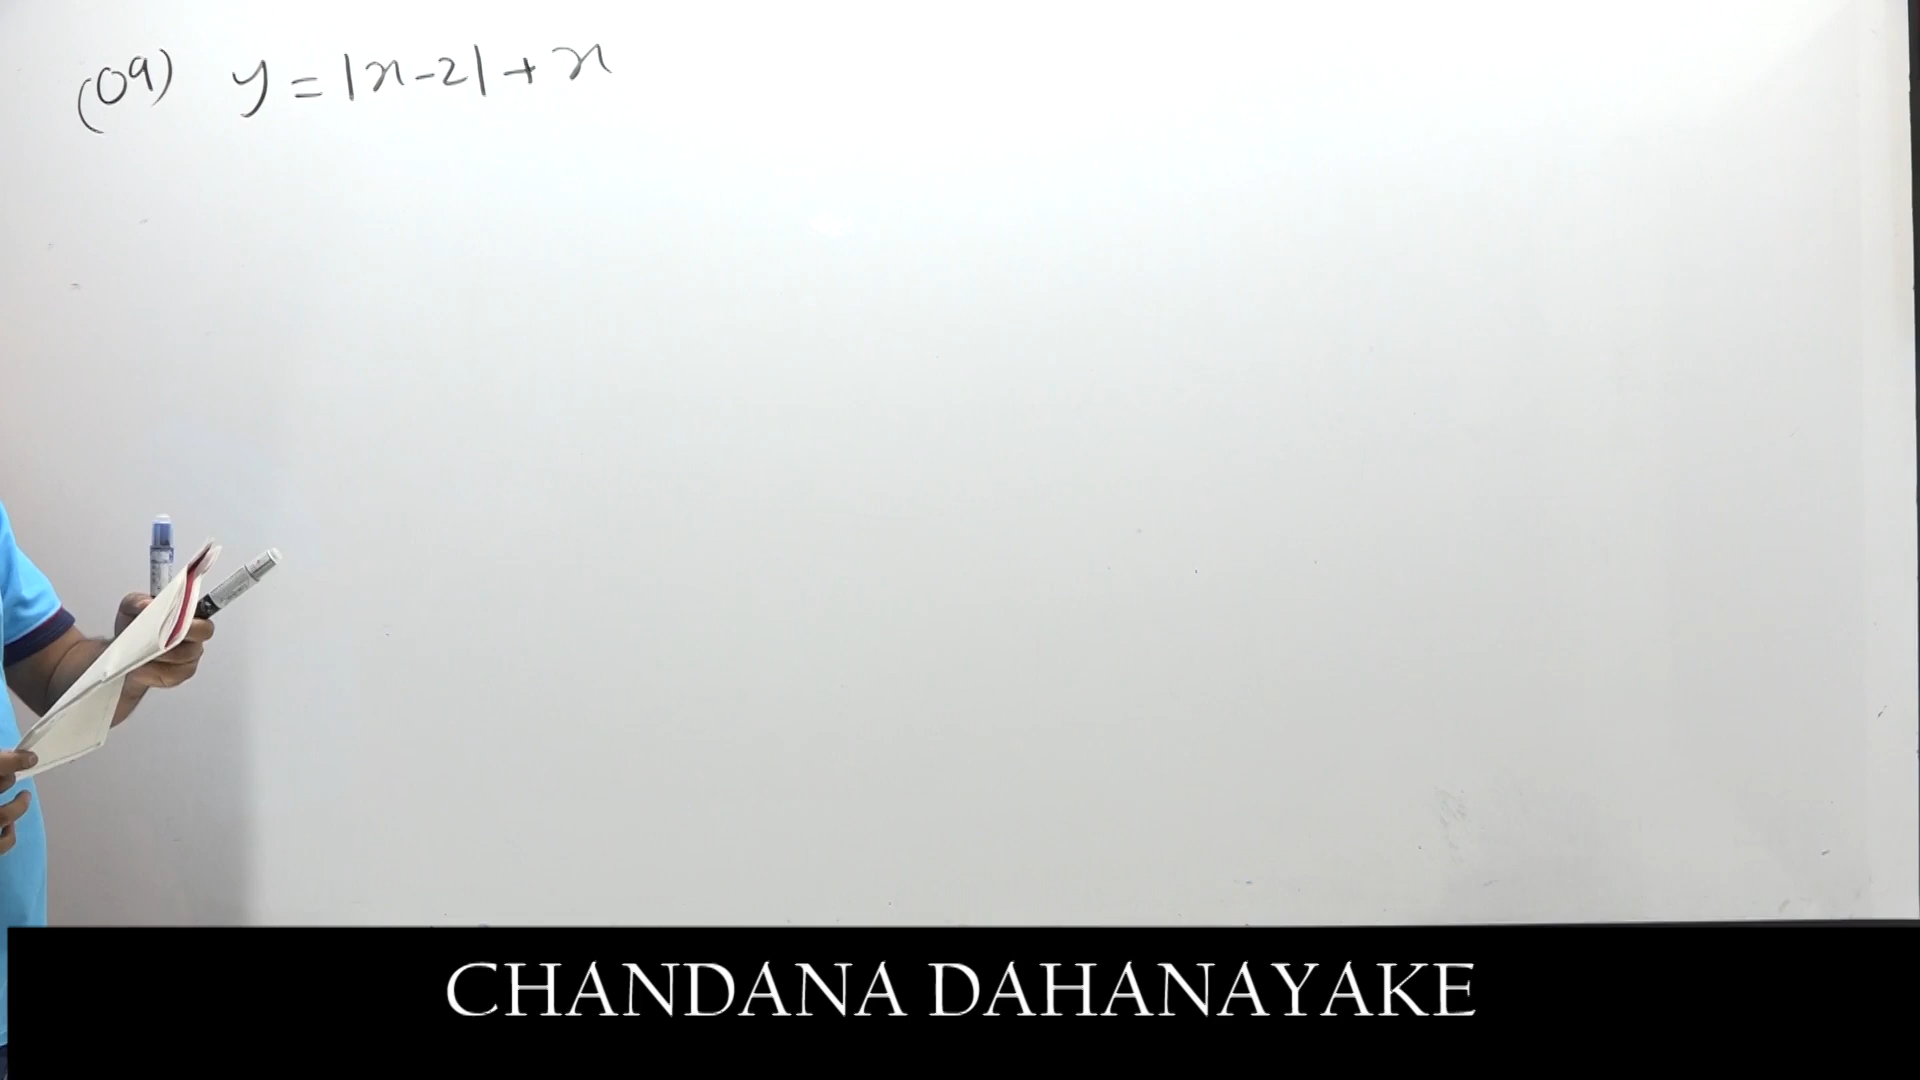 (09) y = |x-2| + x
CHANDANA DAHANAYAKE